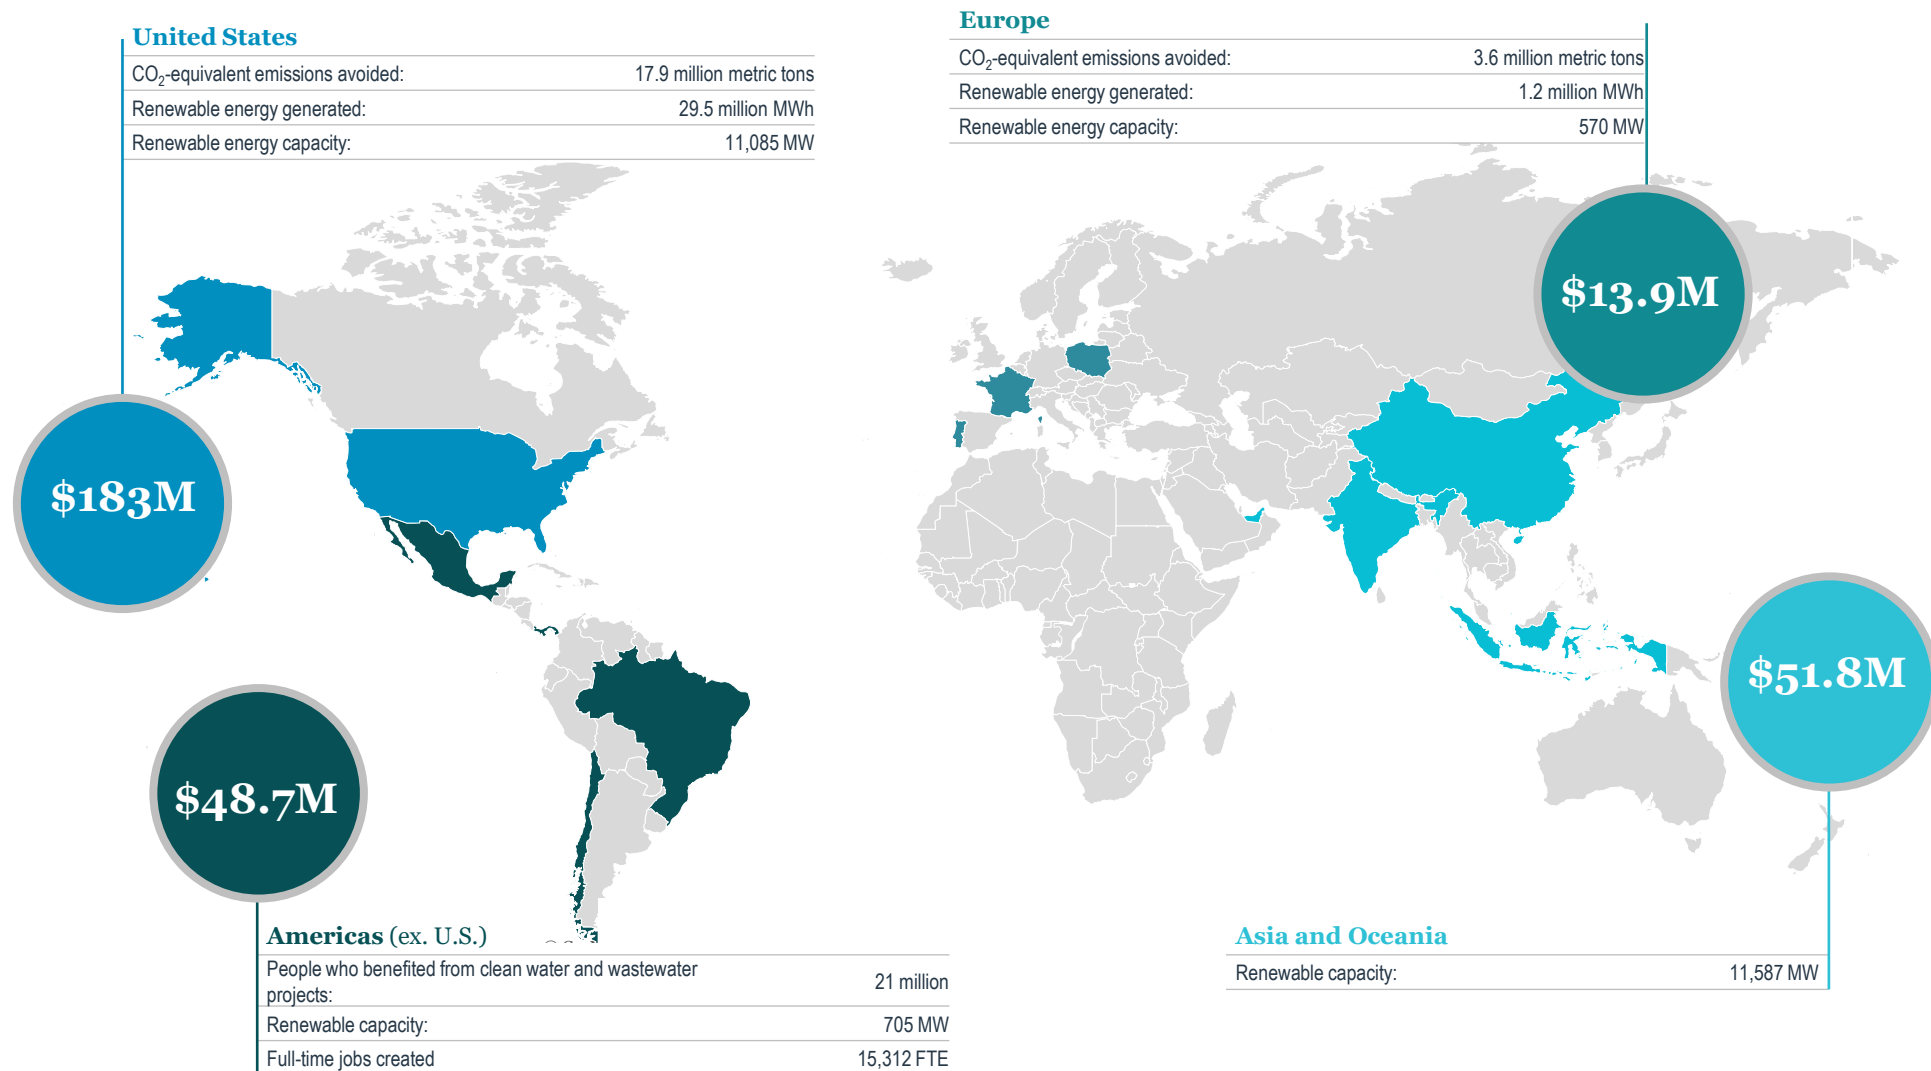 United States
CO₂-equivalent emissions avoided: 17.9 million metric tons
Renewable energy generated: 29.5 million MWh
Renewable energy capacity: 11,085 MW
Europe
CO₂-equivalent emissions avoided: 3.6 million metric tons
Renewable energy generated: 1.2 million MWh
Renewable energy capacity: 570 MW
$13.9M
$183M
$51.8M
$48.7M
Americas (ex. U.S.)
People who benefited from clean water and wastewater
projects: 21 million
Renewable capacity: 705 MW
Full-time jobs created 15,312 FTE
Asia and Oceania
Renewable capacity: 11,587 MW